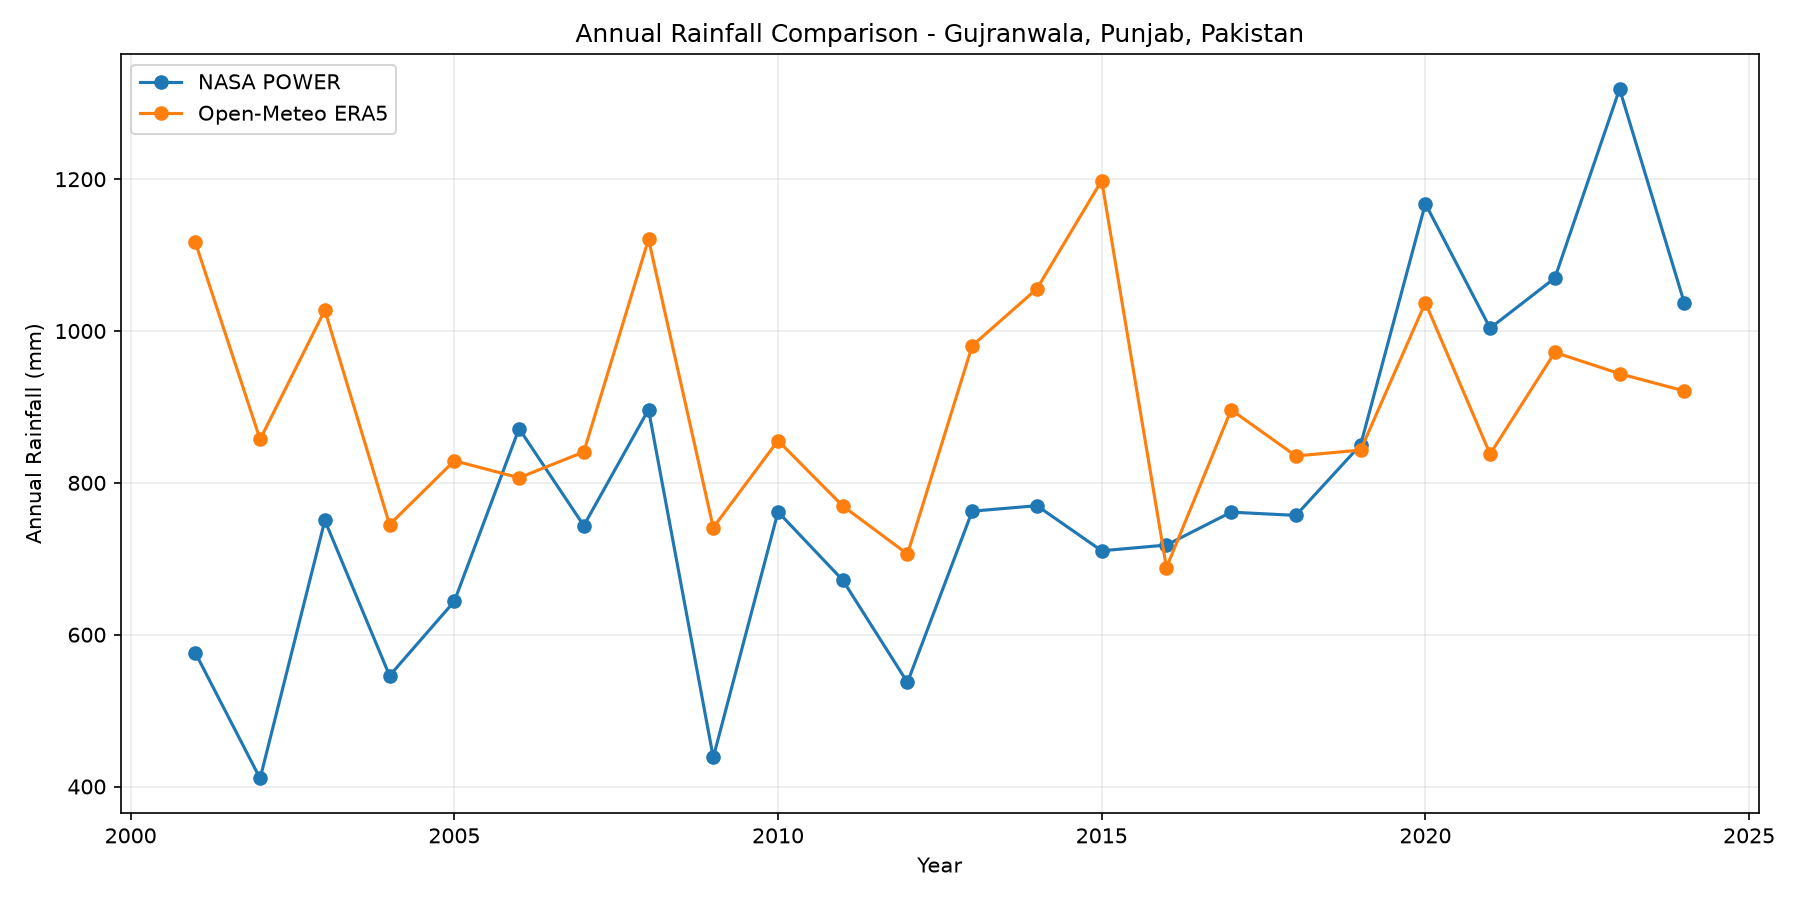 Annual Rainfall Comparison - Gujranwala, Punjab, Pakistan
NASA POWER
Open-Meteo ERA5
Annual Rainfall (mm)
1200
1000
800
600
400
2000 2005 2010 2015 2020 2025
Year